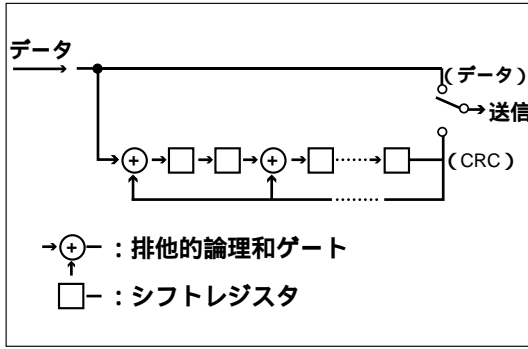 データ
(データ)
送信
(CRC)
:排他的論理和ゲート
:シフトレジスタ